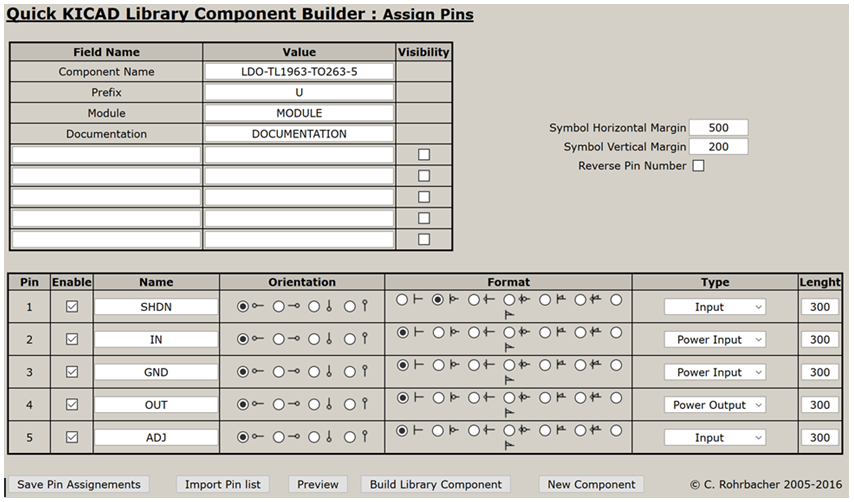 Quick KICAD Library Component Builder : Assign Pins
Field Name Value Visibility
Component Name LDO-TL1963-TO263-5
Prefix U
Module MODULE
Documentation DOCUMENTATION
Symbol Horizontal Margin 500
Symbol Vertical Margin 200
Reverse Pin Number
Pin Enable Name Orientation Format Type Lenght
1 SHDN Input 300
2 IN Power Input 300
3 GND Power Input 300
4 OUT Power Output 300
5 ADJ Input 300
Save Pin Assignements Import Pin list Preview Build Library Component New Component © C. Rohrbacher 2005-2016